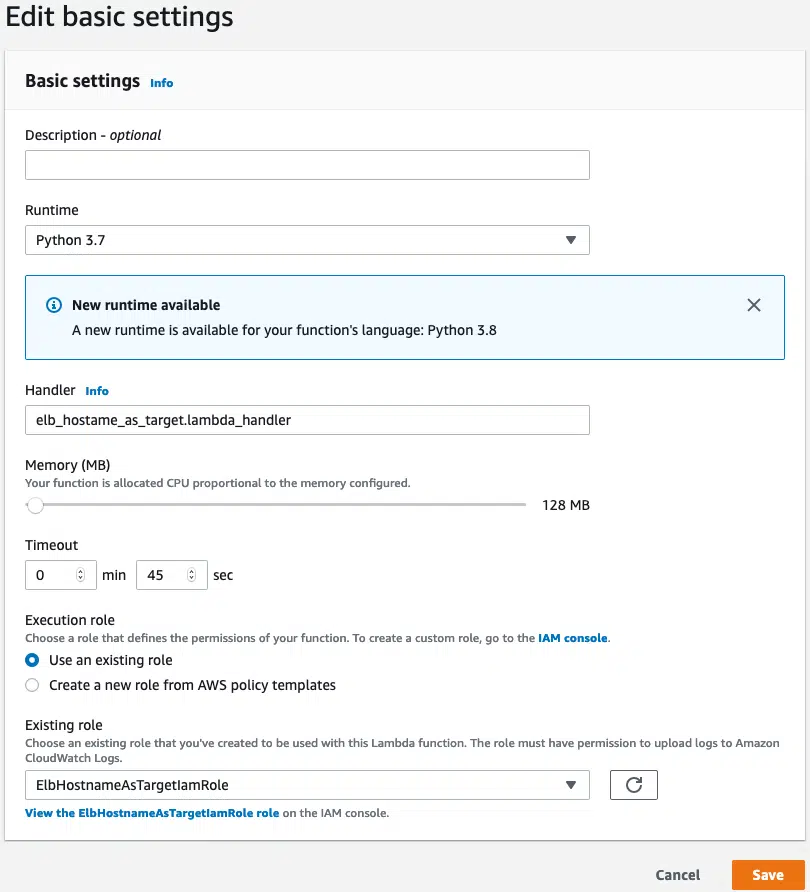 Edit basic settings
Basic settings Info
Description - optional
Runtime
Python 3.7
New runtime available
A new runtime is available for your function's language: Python 3.8
Handler Info
elb_hostame_as_target.lambda_handler
Memory (MB)
Your function is allocated CPU proportional to the memory configured.
128 MB
Timeout
0 min 45 sec
Execution role
Choose a role that defines the permissions of your function. To create a custom role, go to the IAM console.
Use an existing role
Create a new role from AWS policy templates
Existing role
Choose an existing role that you've created to be used with this Lambda function. The role must have permission to upload logs to Amazon
CloudWatch Logs.
ElbHostnameAsTargetIamRole
View the ElbHostnameAsTargetIamRole role on the IAM console.
Cancel Save